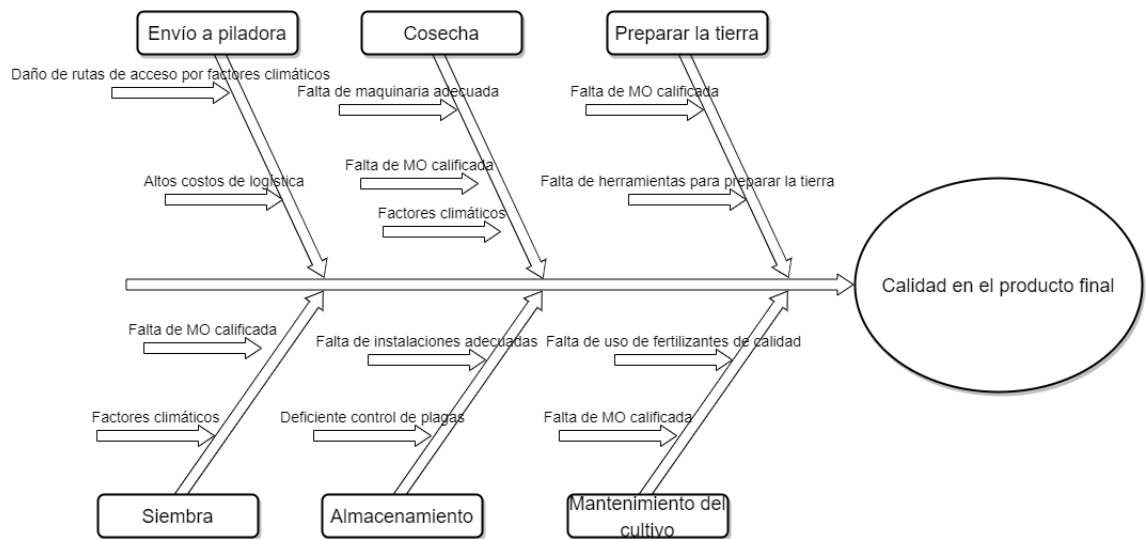 Envío a piladora
Cosecha
Preparar la tierra
Daño de rutas de acceso por factores climáticos
Falta de maquinaria adecuada
Falta de MO calificada
Falta de MO calificada
Altos costos de logística
Falta de herramientas para preparar la tierra
Factores climáticos
Calidad en el producto final
Falta de MO calificada
Falta de instalaciones adecuadas
Falta de uso de fertilizantes de calidad
Factores climáticos
Deficiente control de plagas
Falta de MO calificada
Siembra
Almacenamiento
Mantenimiento del
cultivo